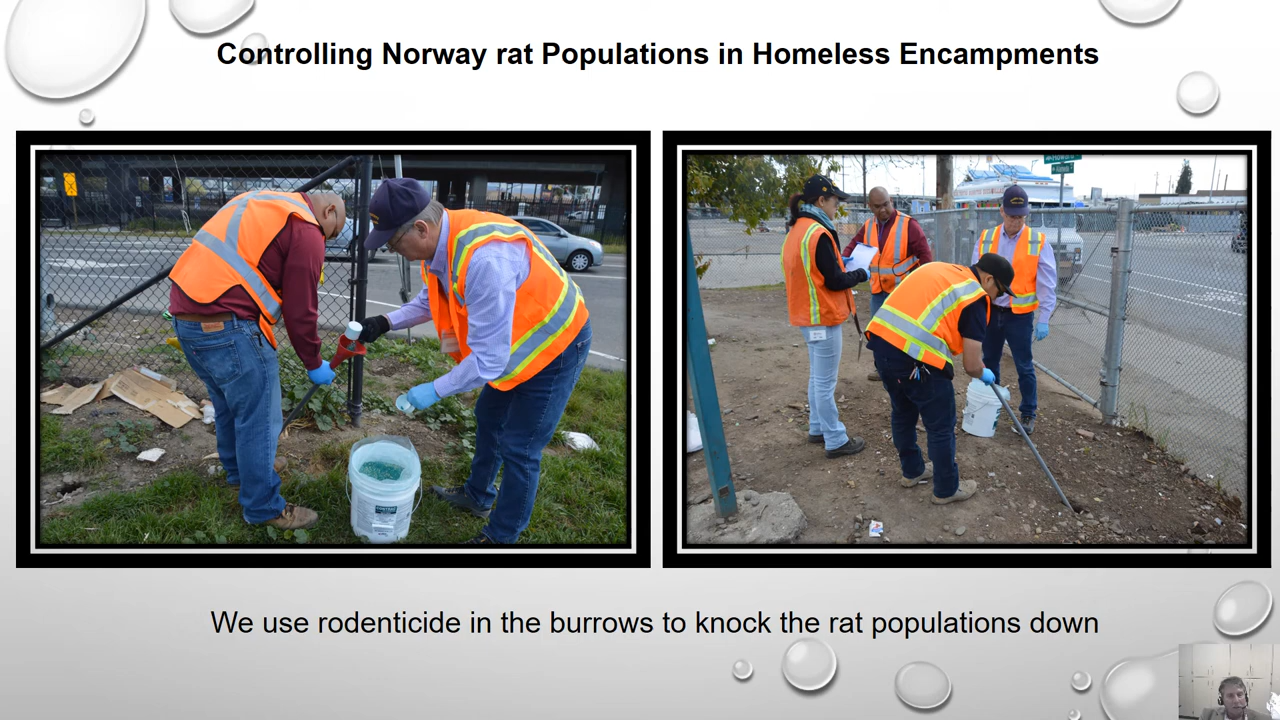 Controlling Norway rat Populations in Homeless Encampments
We use rodenticide in the burrows to knock the rat populations down